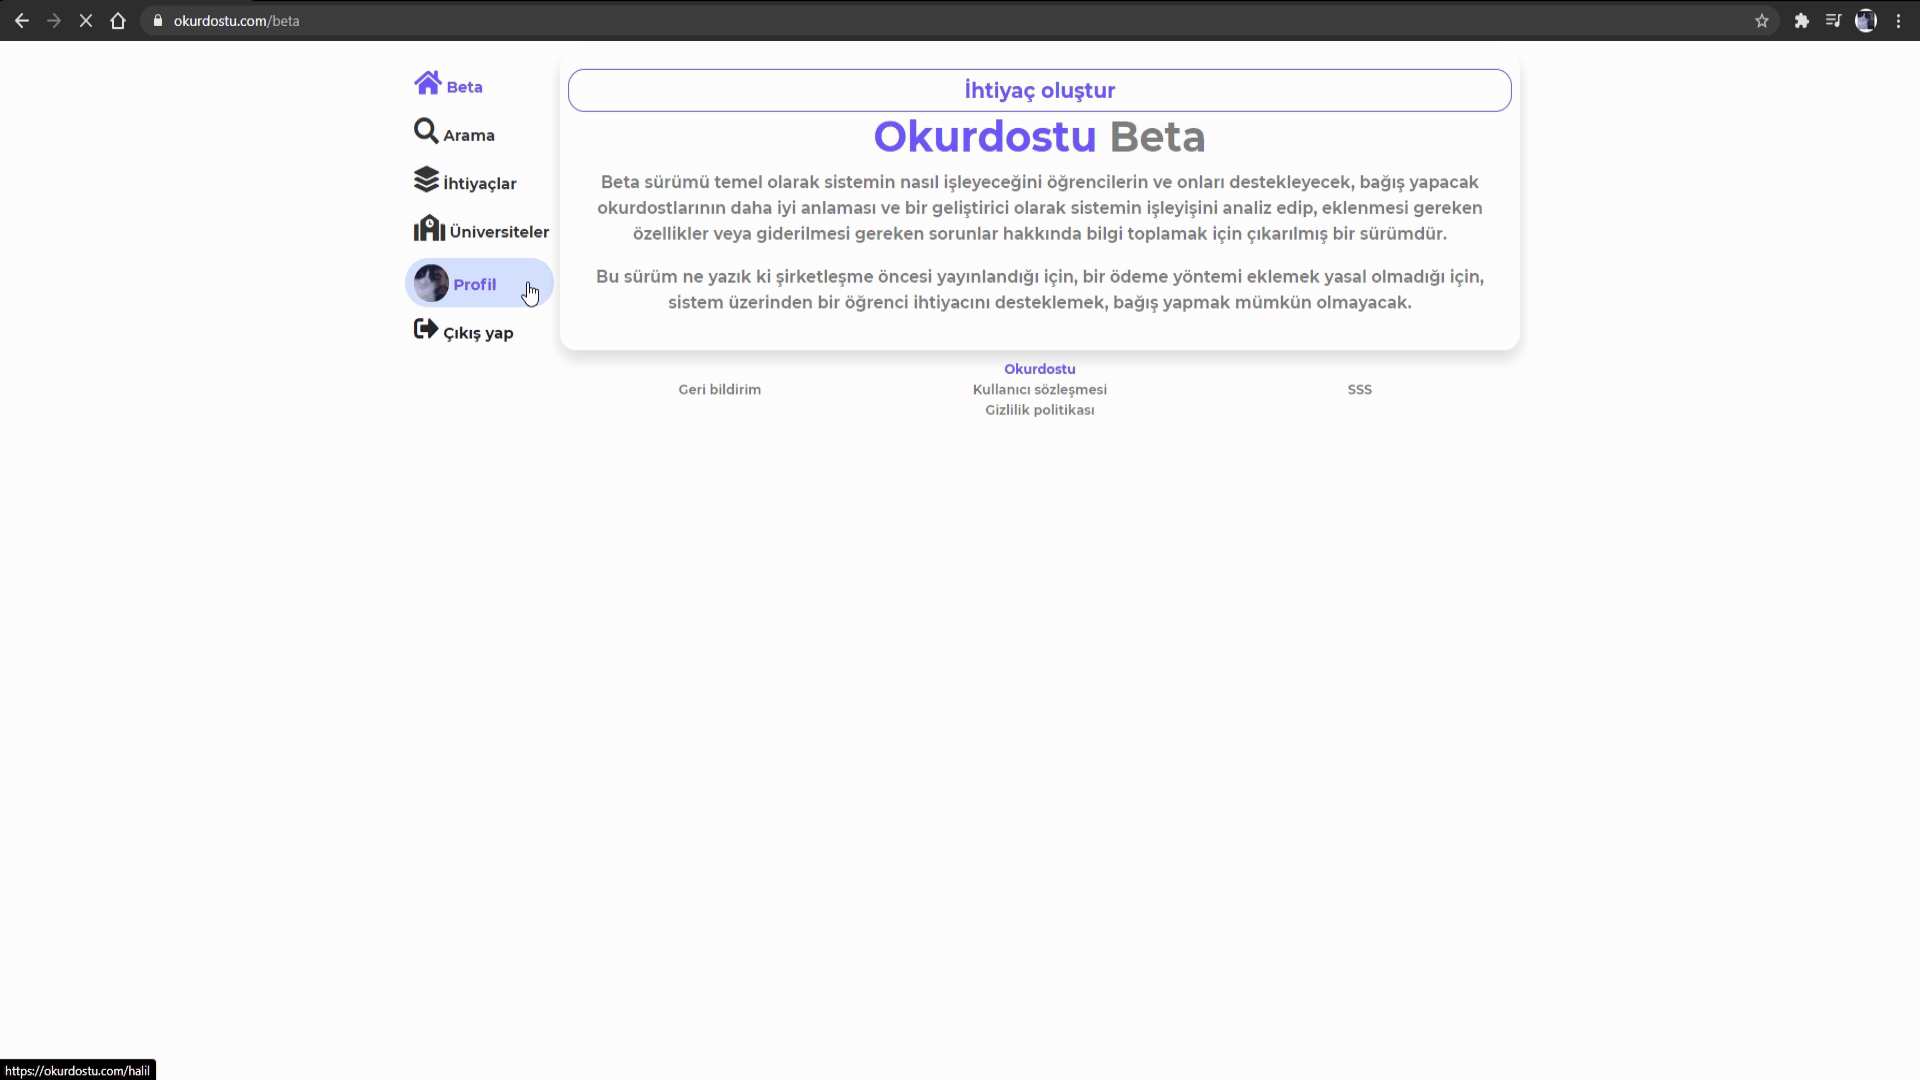 okurdostu.com/beta
Beta
Arama
İhtiyaçlar
Üniversiteler
Profil
Çıkış yap
İhtiyaç oluştur
Okurdostu Beta
Beta sürümü temel olarak sistemin nasıl işleyeceğini öğrencilerin ve onları destekleyecek, bağış yapacak
okurdostlarının daha iyi anlaması ve bir geliştirici olarak sistemin işleyişini analiz edip, eklenmesi gereken
özellikler veya giderilmesi gereken sorunlar hakkında bilgi toplamak için çıkarılmış bir sürümdür.
Bu sürüm ne yazık ki şirketleşme öncesi yayınlandığı için, bir ödeme yöntemi eklemek yasal olmadığı için,
sistem üzerinden bir öğrenci ihtiyacını desteklemek, bağış yapmak mümkün olmayacak.
Okurdostu
Geri bildirim
Kullanıcı sözleşmesi
SSS
Gizlilik politikası
https://okurdostu.com/halil